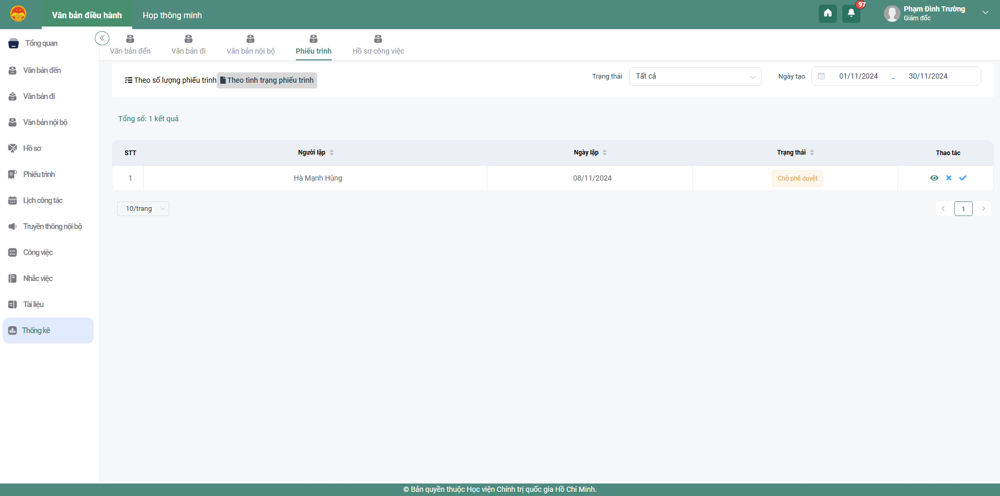 Văn bản điều hành
Họp thông minh
97
Phạm Đình Trường
Giám đốc
Tổng quan
Văn bản đến
Văn bản đi
Văn bản nội bộ
Hồ sơ
Phiếu trình
Lịch công tác
Truyền thông nội bộ
Công việc
Nhắc việc
Tài liệu
Thống kê
Văn bản đến
Văn bản đi
Văn bản nội bộ
Phiếu trình
Hồ sơ công việc
Theo số lượng phiếu trình
Theo tình trạng phiếu trình
Trạng thái
Tất cả
Ngày tạo
01/11/2024 – 30/11/2024
Tổng số: 1 kết quả
STT Người lập Ngày lập Trạng thái Thao tác
1 Hà Mạnh Hùng 08/11/2024 Chờ phê duyệt
10/trang
1
© Bản quyền thuộc Học viện Chính trị quốc gia Hồ Chí Minh.